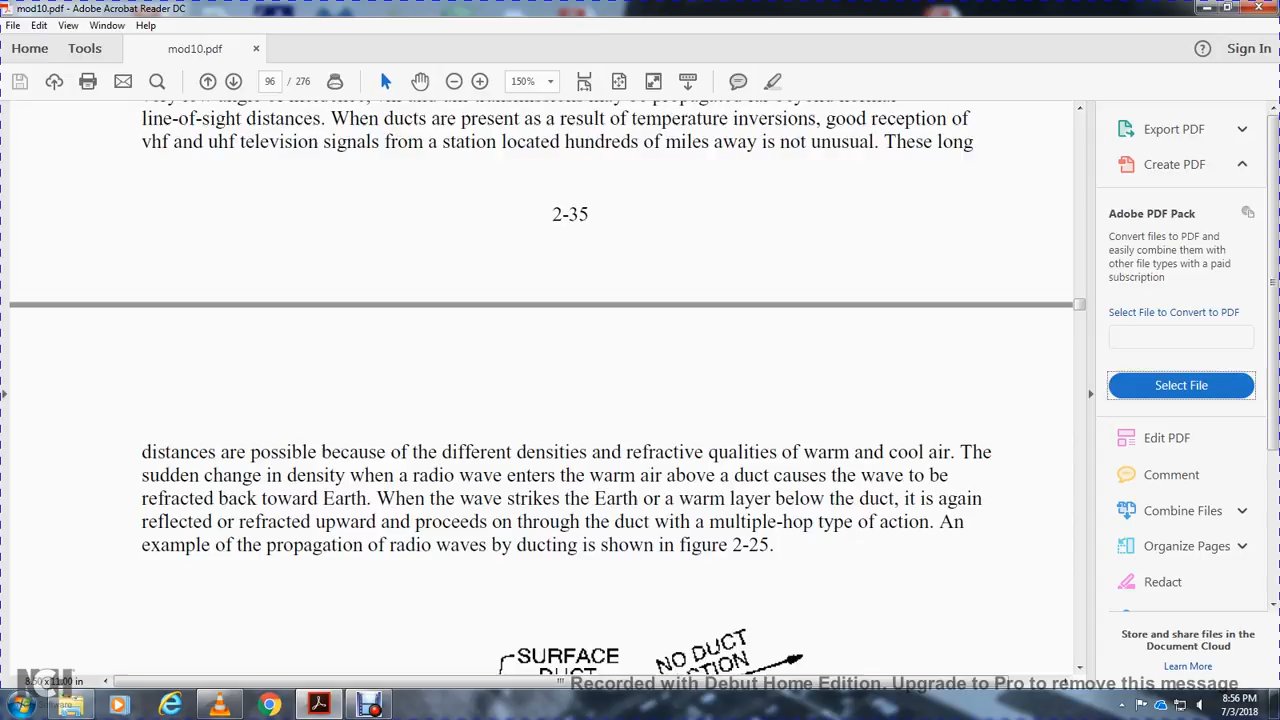 mod10.pdf - Adobe Acrobat Reader DC
File Edit View Window Help
Home Tools mod10.pdf × Sign In
96 / 276 150%
line-of-sight distances. When ducts are present as a result of temperature inversions, good reception of
vhf and uhf television signals from a station located hundreds of miles away is not unusual. These long
2-35
distances are possible because of the different densities and refractive qualities of warm and cool air. The
sudden change in density when a radio wave enters the warm air above a duct causes the wave to be
refracted back toward Earth. When the wave strikes the Earth or a warm layer below the duct, it is again
reflected or refracted upward and proceeds on through the duct with a multiple-hop type of action. An
example of the propagation of radio waves by ducting is shown in figure 2-25.
SURFACE
DUCT
NO DUCT
8.50 x 11.00 in
Export PDF
Create PDF
Adobe PDF Pack
Convert files to PDF and
easily combine them with
other file types with a paid
subscription
Select File to Convert to PDF
Select File
Edit PDF
Comment
Combine Files
Organize Pages
Redact
Store and share files in the
Document Cloud
Learn More
Recorded with Debut Home Edition. Upgrade to Pro to remove this message
8:56 PM
7/3/2018